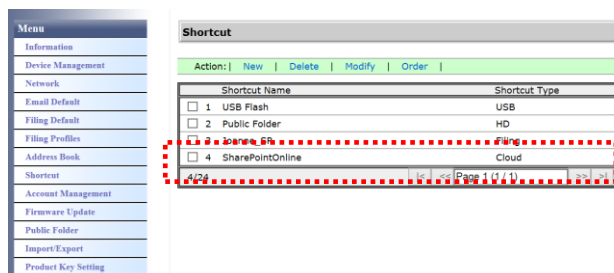 Menu
Information
Device Management
Network
Email Default
Filing Default
Filing Profiles
Address Book
Shortcut
Account Management
Firmware Update
Public Folder
Import/Export
Product Key Setting
Shortcut
Action: | New | Delete | Modify | Order |
Shortcut Name Shortcut Type
1 USB Flash USB
2 Public Folder HD
3 Joanne_SP Filing
4 SharePointOnline Cloud
4/24 |< << Page 1 (1 / 1) >> >|